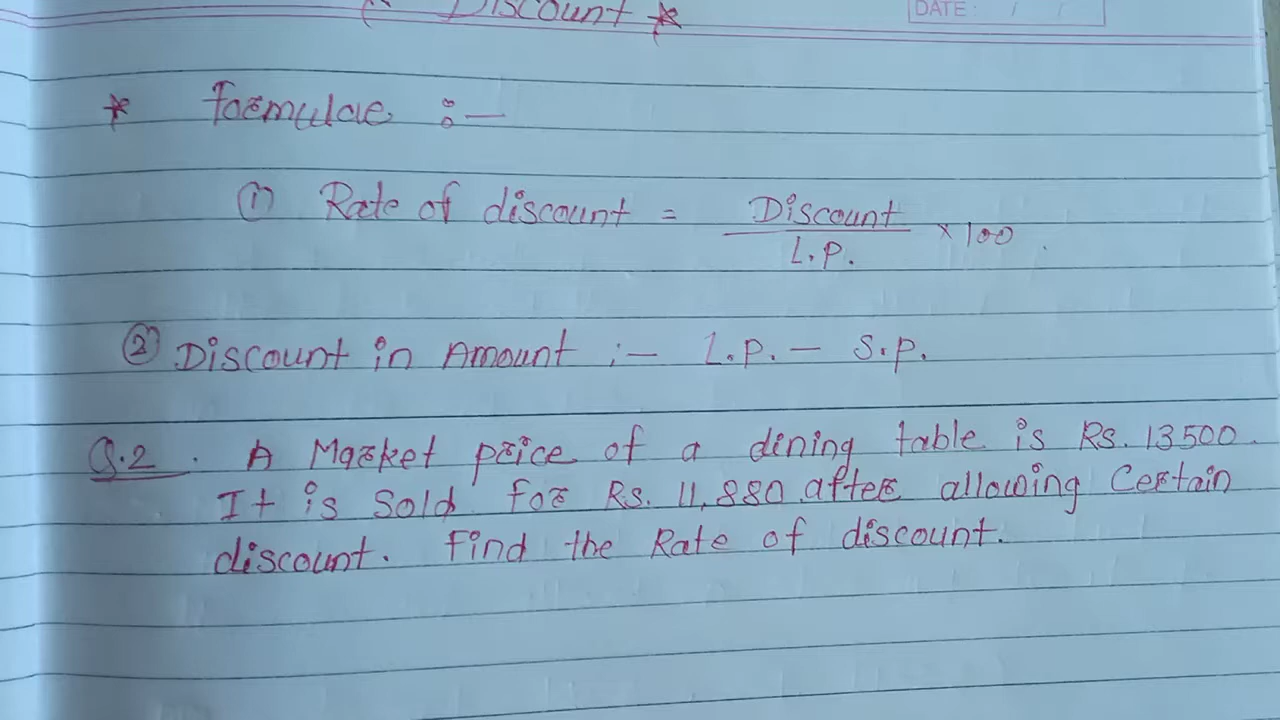 * Discount *
DATE : / /
* Formulae :-
① Rate of discount = Discount / L.P. × 100.
② Discount in Amount :- L.P. - S.P.
Q.2. A Market price of a dining table is Rs. 13500.
It is sold for Rs. 11,880 after allowing Certain
discount. Find the Rate of discount.